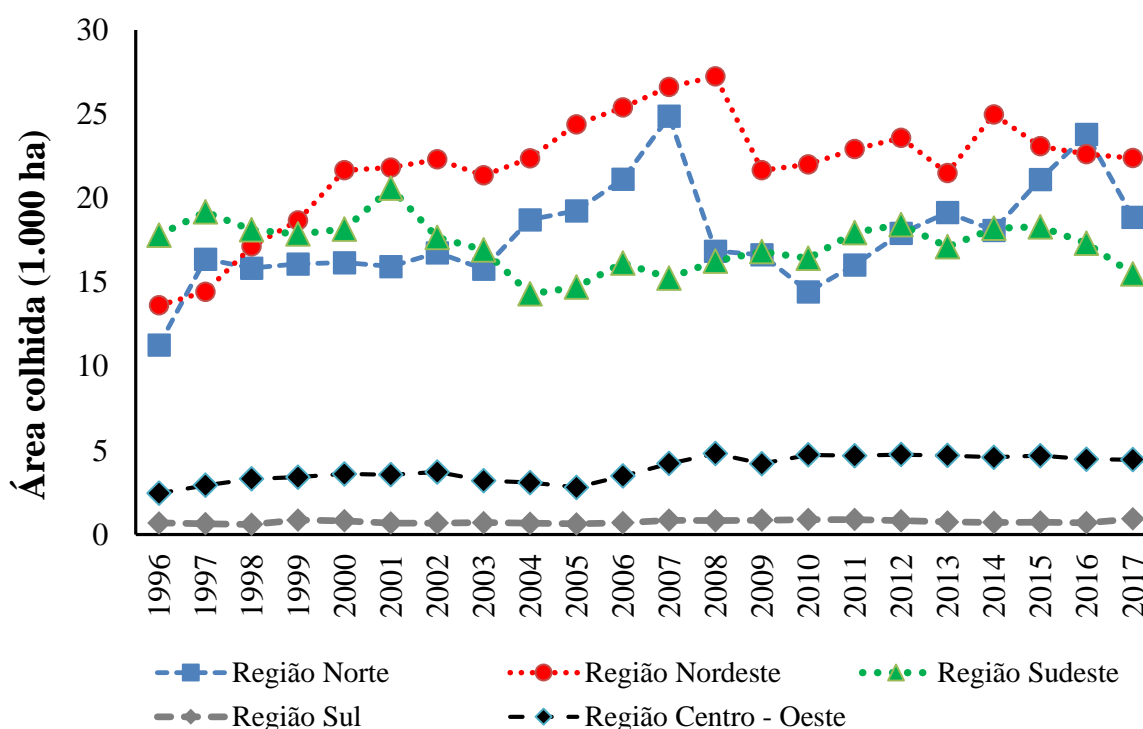 Área colhida (1.000 ha)
30
25
20
15
10
5
0
1996 1997 1998 1999 2000 2001 2002 2003 2004 2005 2006 2007 2008 2009 2010 2011 2012 2013 2014 2015 2016 2017
Região Norte Região Nordeste Região Sudeste
Região Sul Região Centro - Oeste